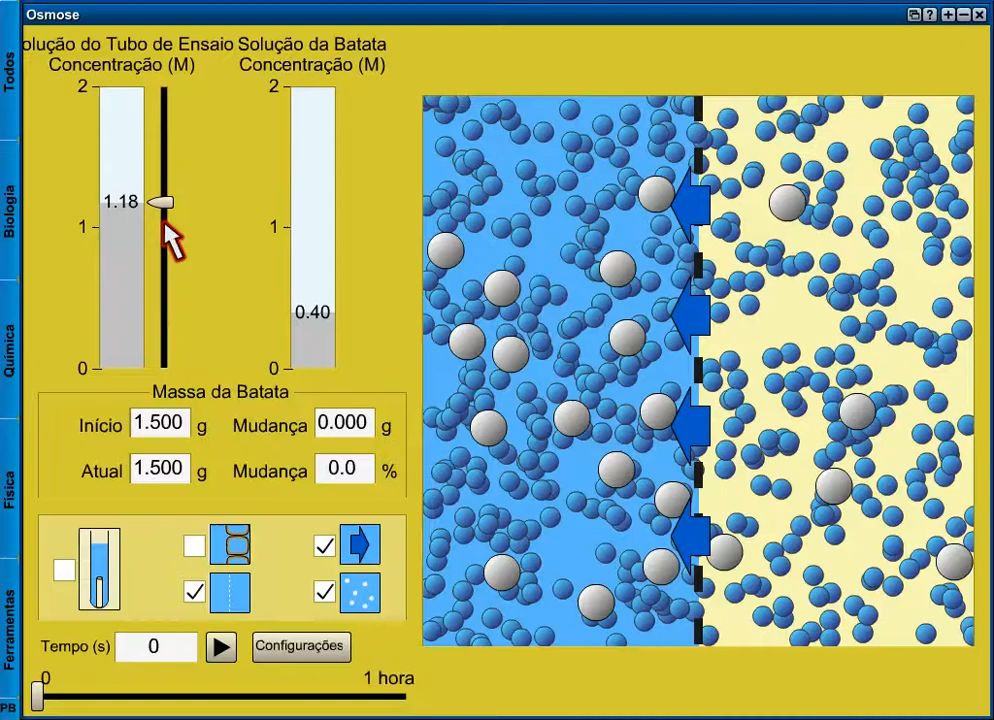 Osmose
Todos
Biologia
Química
Física
Ferramentas
PB
olução do Tubo de Ensaio
Concentração (M)
2
1.18
1
0
Solução da Batata
Concentração (M)
2
1
0.40
0
Massa da Batata
Início 1.500 g Mudança 0.000 g
Atual 1.500 g Mudança 0.0 %
Tempo (s) 0 Configurações
0 1 hora